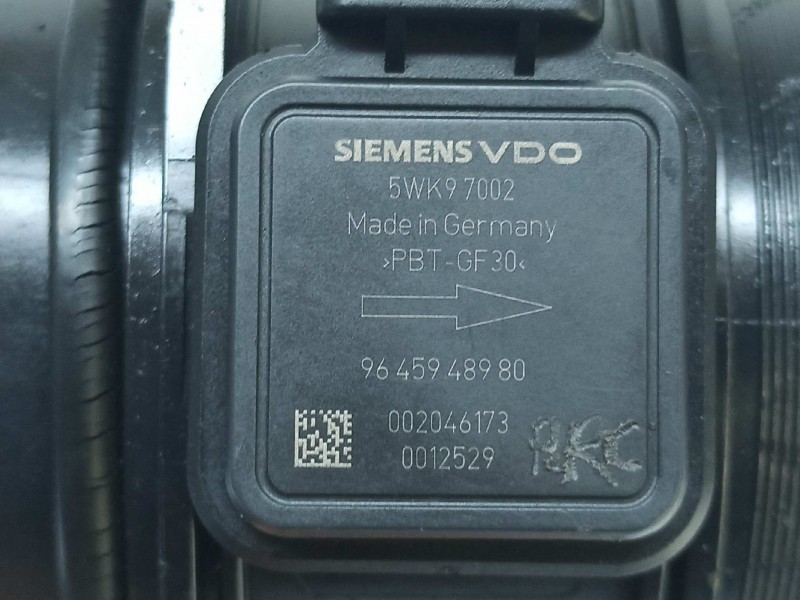 SIEMENS VDO
5WK9 7002
Made in Germany
>PBT-GF30<
96 459 489 80
002046173
0012529